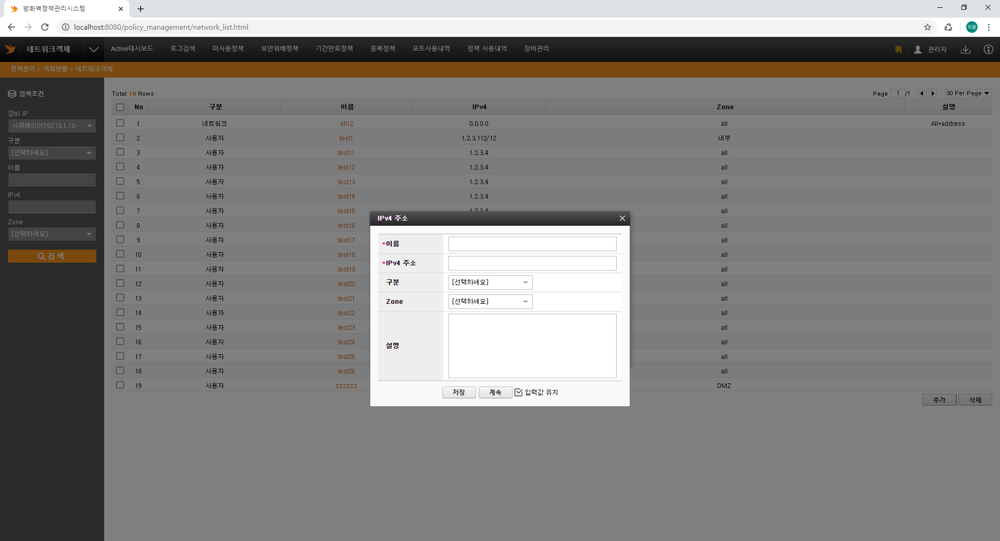 방화벽정책관리시스템
localhost:8080/policy_management/network_list.html
지웅
네트워크객체
Active대시보드 로그검색 미사용정책 보안위배정책 기간만료정책 중복정책 포트사용내역 정책 사용내역 장비관리
관리자
정책관리 > 객체현황 > 네트워크객체
검색조건
장비 IP
시큐레이어TG[10.1.13···
구분
[선택하세요]
이름
IPv4
Zone
[선택하세요]
검 색
Total 19 Rows
Page 1 /1 30 Per Page
No 구분 이름 IPv4 Zone 설명
1 네트워크 all12 0.0.0.0 all All+address
2 사용자 test1 1.2.3.112/12 내부
3 사용자 test11 1.2.3.4 all
4 사용자 test12 1.2.3.4 all
5 사용자 test13 1.2.3.4 all
6 사용자 test14 1.2.3.4 all
7 사용자 test15 1.2.3.4 all
8 사용자 test16 all
9 사용자 test17 all
10 사용자 test18 all
11 사용자 test19 all
12 사용자 test20 all
13 사용자 test21 all
14 사용자 test22 all
15 사용자 test23 all
16 사용자 test24 all
17 사용자 test25 all
18 사용자 test26 all
19 사용자 zzzzzz DMZ
추가 삭제
IPv4 주소
*이름
*IPv4 주소
구분 [선택하세요]
Zone [선택하세요]
설명
저장 계속 입력값 유지